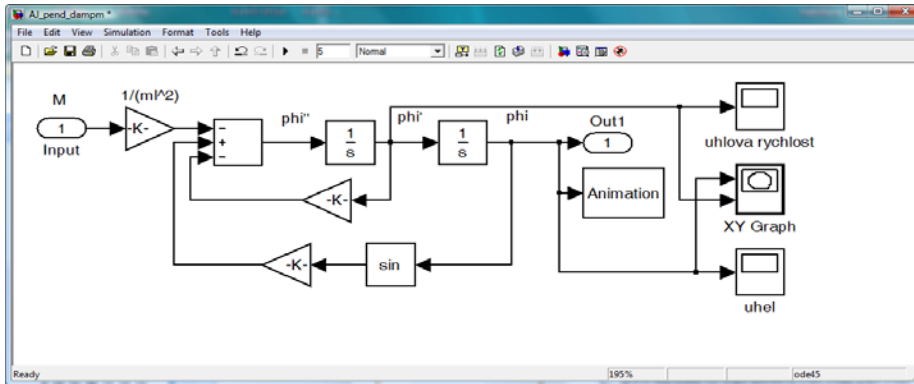 AJ_pend_dampm *
File Edit View Simulation Format Tools Help
5 Normal
M
1/(ml^2)
1
Input
-K-
−
+
−
phi''
1
s
phi'
1
s
phi
Out1
1
uhlova rychlost
-K-
Animation
XY Graph
-K-
sin
uhel
Ready 195% ode45